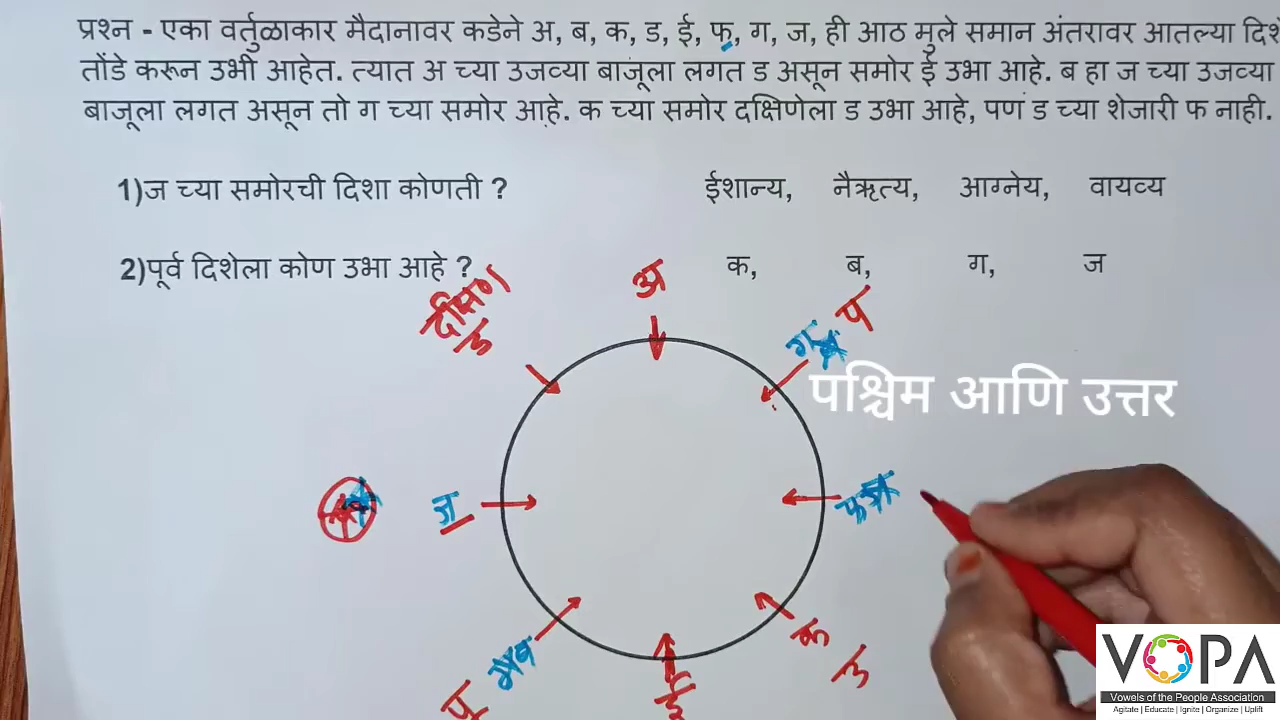 प्रश्न - एका वर्तुळाकार मैदानावर कडेने अ, ब, क, ड, ई, फ, ग, ज, ही आठ मुले समान अंतरावर आतल्या
तोंडे करून उभी आहेत. त्यात अ च्या उजव्या बाजूला लगत ड असून समोर ई उभा आहे. ब हा ज च्या उजव्या
बाजूला लगत असून तो ग च्या समोर आहे. क च्या समोर दक्षिणेला ड उभा आहे, पण ड च्या शेजारी फ नाही.
1)ज च्या समोरची दिशा कोणती ? ईशान्य, नैऋत्य, आग्नेय, वायव्य
2)पूर्व दिशेला कोण उभा आहे ? क, ब, ग, ज
अ
दक्षिण
ड
ग प
पश्चिम आणि उत्तर
ज
फ
क
उ
ब
पू
ई
VOPA
Vowels of the People Association
Agitate | Educate | Ignite | Organize | Uplift